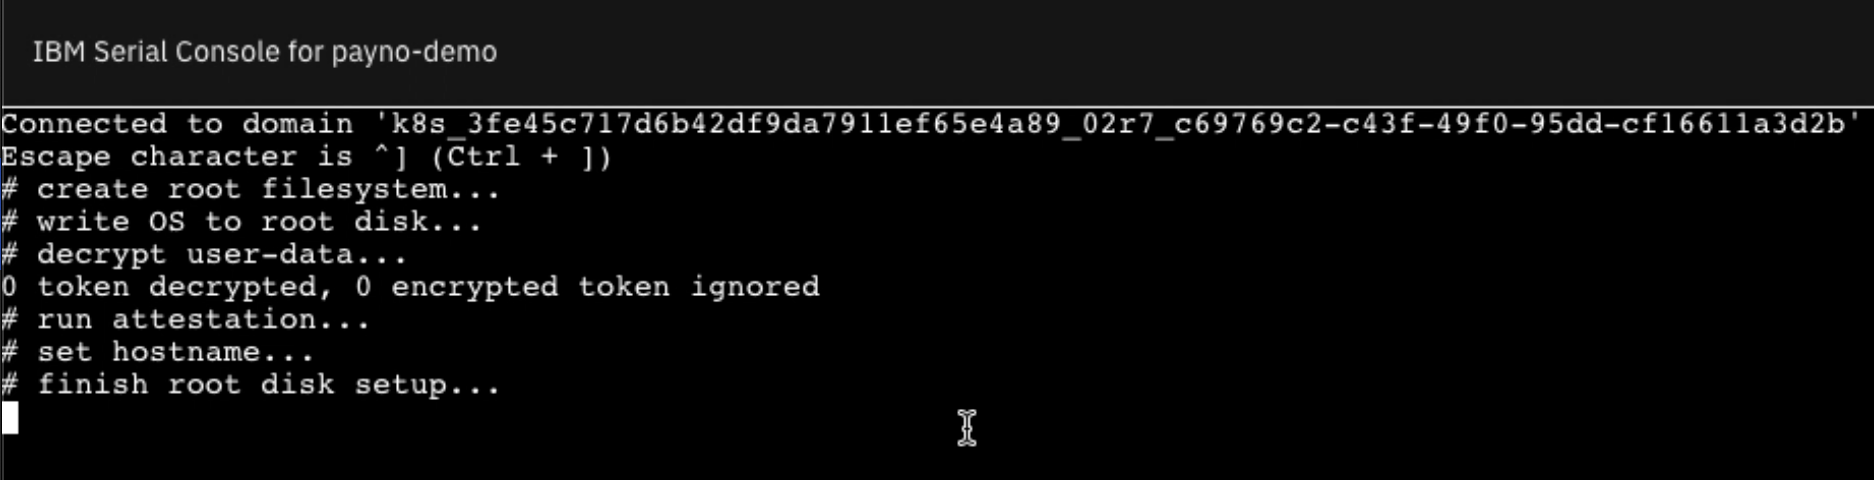 IBM Serial Console for payno-demo
Connected to domain 'k8s_3fe45c717d6b42df9da7911ef65e4a89_02r7_c69769c2-c43f-49f0-95dd-cf16611a3d2b'
Escape character is ^] (Ctrl + ])
# create root filesystem...
# write OS to root disk...
# decrypt user-data...
0 token decrypted, 0 encrypted token ignored
# run attestation...
# set hostname...
# finish root disk setup...